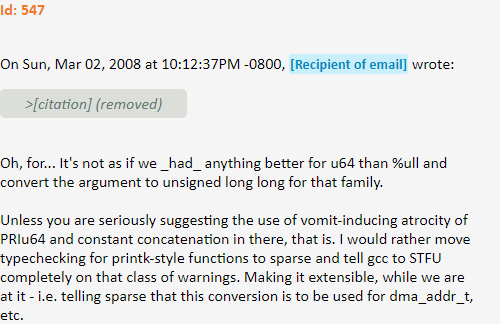 Id: 547
On Sun, Mar 02, 2008 at 10:12:37PM -0800, [Recipient of email] wrote:
>[citation] (removed)
Oh, for... It's not as if we _had_ anything better for u64 than %ull and
convert the argument to unsigned long long for that family.
Unless you are seriously suggesting the use of vomit-inducing atrocity of
PRIu64 and constant concatenation in there, that is. I would rather move
typechecking for printk-style functions to sparse and tell gcc to STFU
completely on that class of warnings. Making it extensible, while we are
at it - i.e. telling sparse that this conversion is to be used for dma_addr_t,
etc.